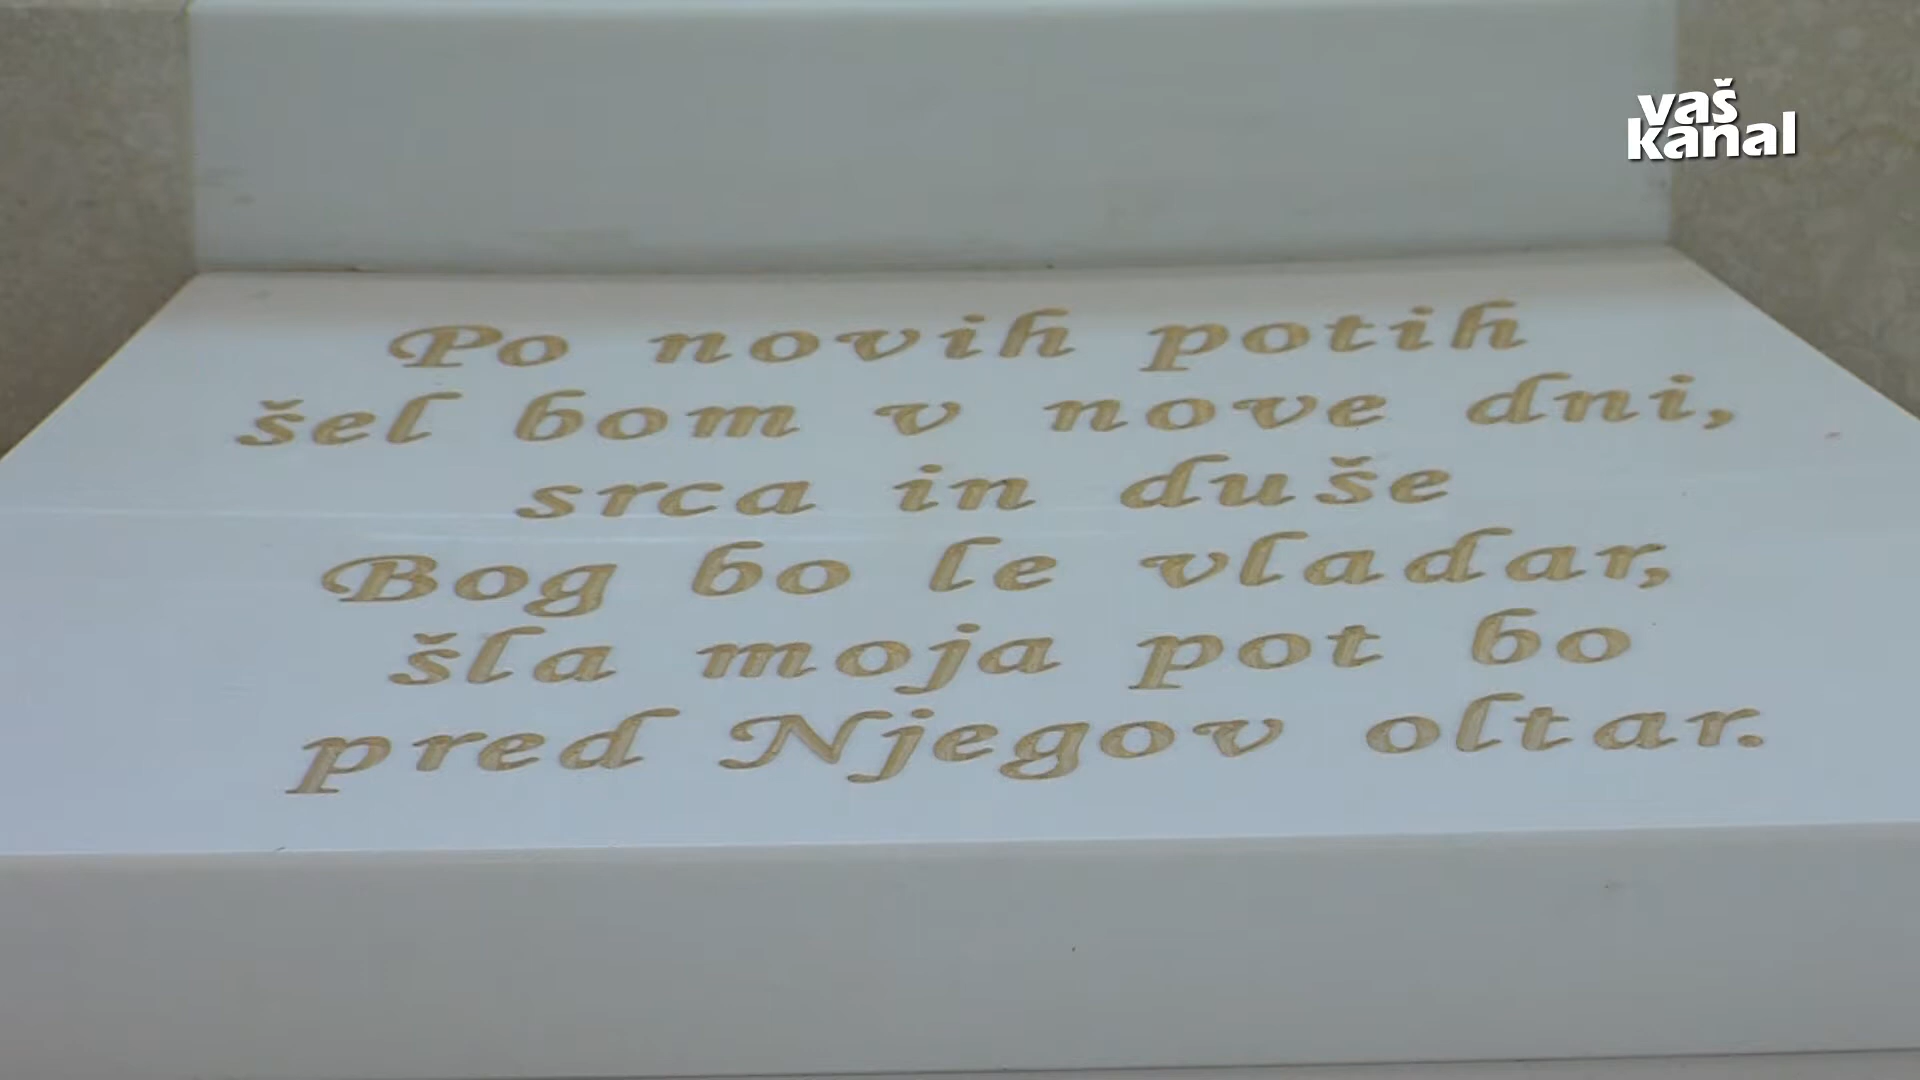 vaš
kanal
Po novih potih
šel bom v nove dni,
srca in duše
Bog bo le vladar,
šla moja pot bo
pred Njegov oltar.